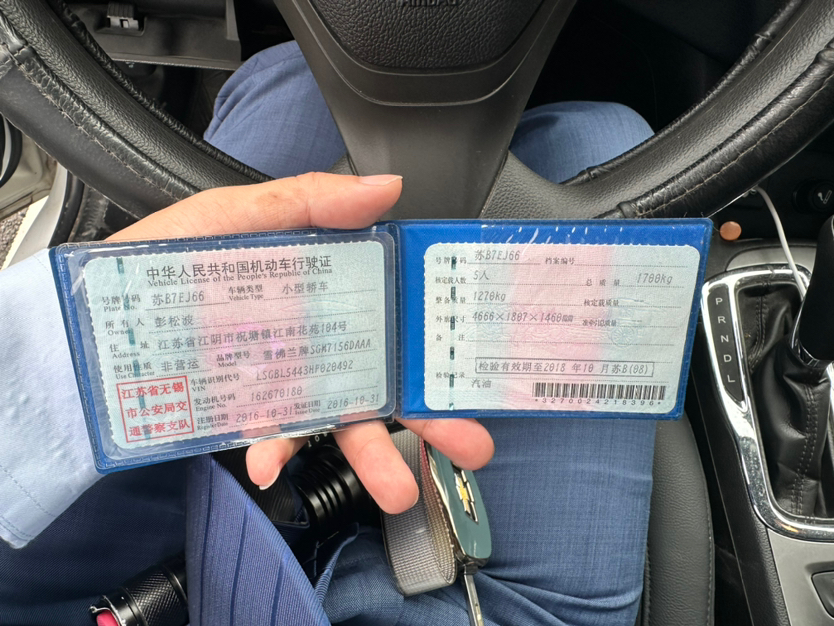 中华人民共和国机动车行驶证
Vehicle License of the People's Republic of China
号牌号码 苏B7EJ66 车辆类型 小型轿车
Plate No. Vehicle Type
所有人 彭松波
Owner
住址 江苏省江阴市祝塘镇江南花苑104号
Address
使用性质 非营运 品牌型号 雪佛兰牌SGM7156DAAA
Use Character Model
江苏省无锡
市公安局交
通警察支队
车辆识别代号 LSGBL5443HF020492
VIN
发动机号码 162670180
Engine No.
注册日期 2016-10-31 发证日期 2016-10-31
Register Date Issue Date
号牌号码 苏B7EJ66 档案编号
核定载人数 5人 总质量 1700kg
整备质量 1270kg 核定载质量
外廓尺寸 4666×1807×1460mm 准牵引总质量
备注
检验有效期至2018年10月苏B(08)
检验记录
汽油
*3270024218396*
P
R
N
D
L